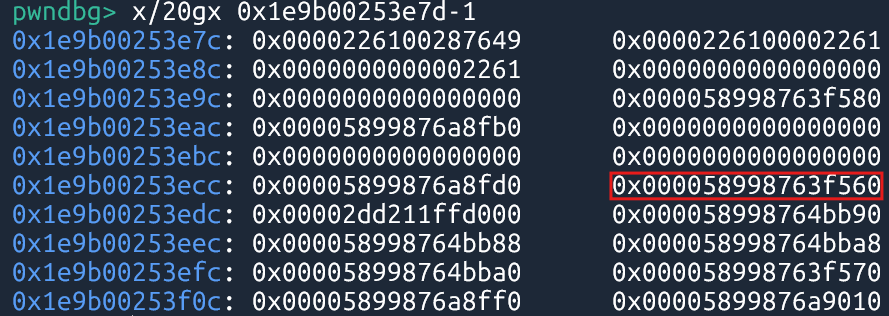 pwndbg> x/20gx 0x1e9b00253e7d-1
0x1e9b00253e7c: 0x0000226100287649 0x0000226100002261
0x1e9b00253e8c: 0x0000000000002261 0x0000000000000000
0x1e9b00253e9c: 0x0000000000000000 0x000058998763f580
0x1e9b00253eac: 0x00005899876a8fb0 0x0000000000000000
0x1e9b00253ebc: 0x0000000000000000 0x0000000000000000
0x1e9b00253ecc: 0x00005899876a8fd0 0x000058998763f560
0x1e9b00253edc: 0x00002dd211ffd000 0x000058998764bb90
0x1e9b00253eec: 0x000058998764bb88 0x000058998764bba8
0x1e9b00253efc: 0x000058998764bba0 0x000058998763f570
0x1e9b00253f0c: 0x00005899876a8ff0 0x00005899876a9010